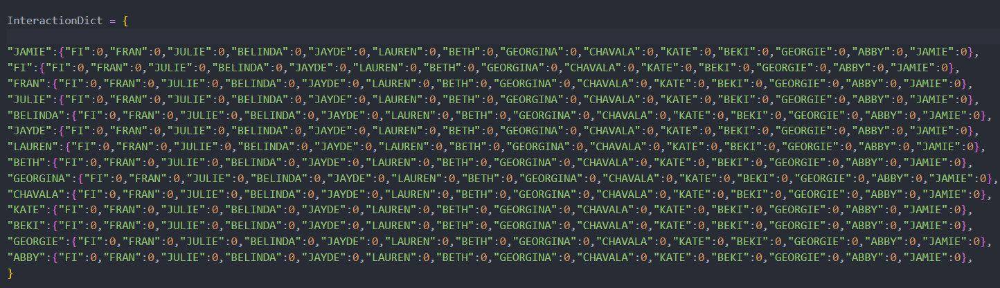 InteractionDict = {
"JAMIE":{"FI":0,"FRAN":0,"JULIE":0,"BELINDA":0,"JAYDE":0,"LAUREN":0,"BETH":0,"GEORGINA":0,"CHAVALA":0,"KATE":0,"BEKI":0,"GEORGIE":0,"ABBY":0,"JAMIE":0},
"FI":{"FI":0,"FRAN":0,"JULIE":0,"BELINDA":0,"JAYDE":0,"LAUREN":0,"BETH":0,"GEORGINA":0,"CHAVALA":0,"KATE":0,"BEKI":0,"GEORGIE":0,"ABBY":0,"JAMIE":0},
"FRAN":{"FI":0,"FRAN":0,"JULIE":0,"BELINDA":0,"JAYDE":0,"LAUREN":0,"BETH":0,"GEORGINA":0,"CHAVALA":0,"KATE":0,"BEKI":0,"GEORGIE":0,"ABBY":0,"JAMIE":0},
"JULIE":{"FI":0,"FRAN":0,"JULIE":0,"BELINDA":0,"JAYDE":0,"LAUREN":0,"BETH":0,"GEORGINA":0,"CHAVALA":0,"KATE":0,"BEKI":0,"GEORGIE":0,"ABBY":0,"JAMIE":0},
"BELINDA":{"FI":0,"FRAN":0,"JULIE":0,"BELINDA":0,"JAYDE":0,"LAUREN":0,"BETH":0,"GEORGINA":0,"CHAVALA":0,"KATE":0,"BEKI":0,"GEORGIE":0,"ABBY":0,"JAMIE":0},
"JAYDE":{"FI":0,"FRAN":0,"JULIE":0,"BELINDA":0,"JAYDE":0,"LAUREN":0,"BETH":0,"GEORGINA":0,"CHAVALA":0,"KATE":0,"BEKI":0,"GEORGIE":0,"ABBY":0,"JAMIE":0},
"LAUREN":{"FI":0,"FRAN":0,"JULIE":0,"BELINDA":0,"JAYDE":0,"LAUREN":0,"BETH":0,"GEORGINA":0,"CHAVALA":0,"KATE":0,"BEKI":0,"GEORGIE":0,"ABBY":0,"JAMIE":0},
"BETH":{"FI":0,"FRAN":0,"JULIE":0,"BELINDA":0,"JAYDE":0,"LAUREN":0,"BETH":0,"GEORGINA":0,"CHAVALA":0,"KATE":0,"BEKI":0,"GEORGIE":0,"ABBY":0,"JAMIE":0},
"GEORGINA":{"FI":0,"FRAN":0,"JULIE":0,"BELINDA":0,"JAYDE":0,"LAUREN":0,"BETH":0,"GEORGINA":0,"CHAVALA":0,"KATE":0,"BEKI":0,"GEORGIE":0,"ABBY":0,"JAMIE":0},
"CHAVALA":{"FI":0,"FRAN":0,"JULIE":0,"BELINDA":0,"JAYDE":0,"LAUREN":0,"BETH":0,"GEORGINA":0,"CHAVALA":0,"KATE":0,"BEKI":0,"GEORGIE":0,"ABBY":0,"JAMIE":0},
"KATE":{"FI":0,"FRAN":0,"JULIE":0,"BELINDA":0,"JAYDE":0,"LAUREN":0,"BETH":0,"GEORGINA":0,"CHAVALA":0,"KATE":0,"BEKI":0,"GEORGIE":0,"ABBY":0,"JAMIE":0},
"BEKI":{"FI":0,"FRAN":0,"JULIE":0,"BELINDA":0,"JAYDE":0,"LAUREN":0,"BETH":0,"GEORGINA":0,"CHAVALA":0,"KATE":0,"BEKI":0,"GEORGIE":0,"ABBY":0,"JAMIE":0},
"GEORGIE":{"FI":0,"FRAN":0,"JULIE":0,"BELINDA":0,"JAYDE":0,"LAUREN":0,"BETH":0,"GEORGINA":0,"CHAVALA":0,"KATE":0,"BEKI":0,"GEORGIE":0,"ABBY":0,"JAMIE":0},
"ABBY":{"FI":0,"FRAN":0,"JULIE":0,"BELINDA":0,"JAYDE":0,"LAUREN":0,"BETH":0,"GEORGINA":0,"CHAVALA":0,"KATE":0,"BEKI":0,"GEORGIE":0,"ABBY":0,"JAMIE":0},
}